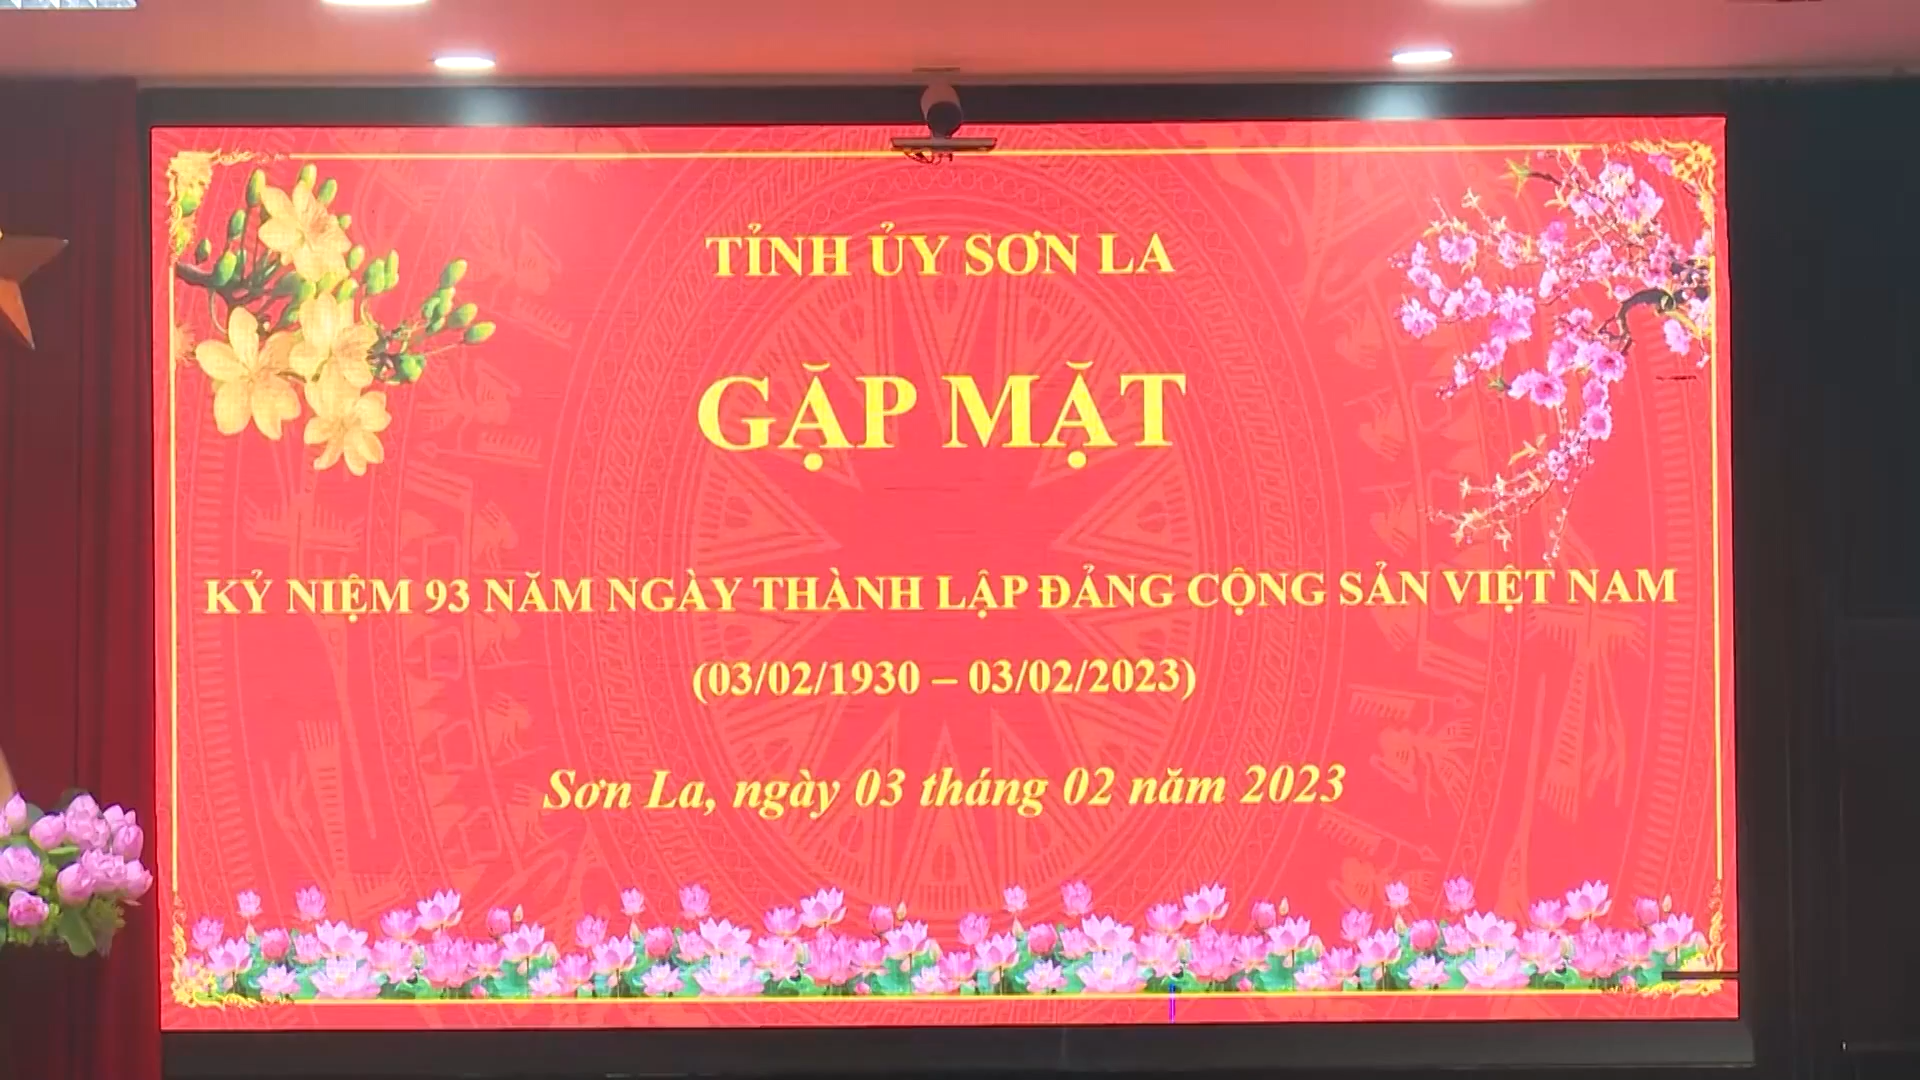 TỈNH ỦY SƠN LA
GẶP MẶT
KỶ NIỆM 93 NĂM NGÀY THÀNH LẬP ĐẢNG CỘNG SẢN VIỆT NAM
(03/02/1930 – 03/02/2023)
Sơn La, ngày 03 tháng 02 năm 2023